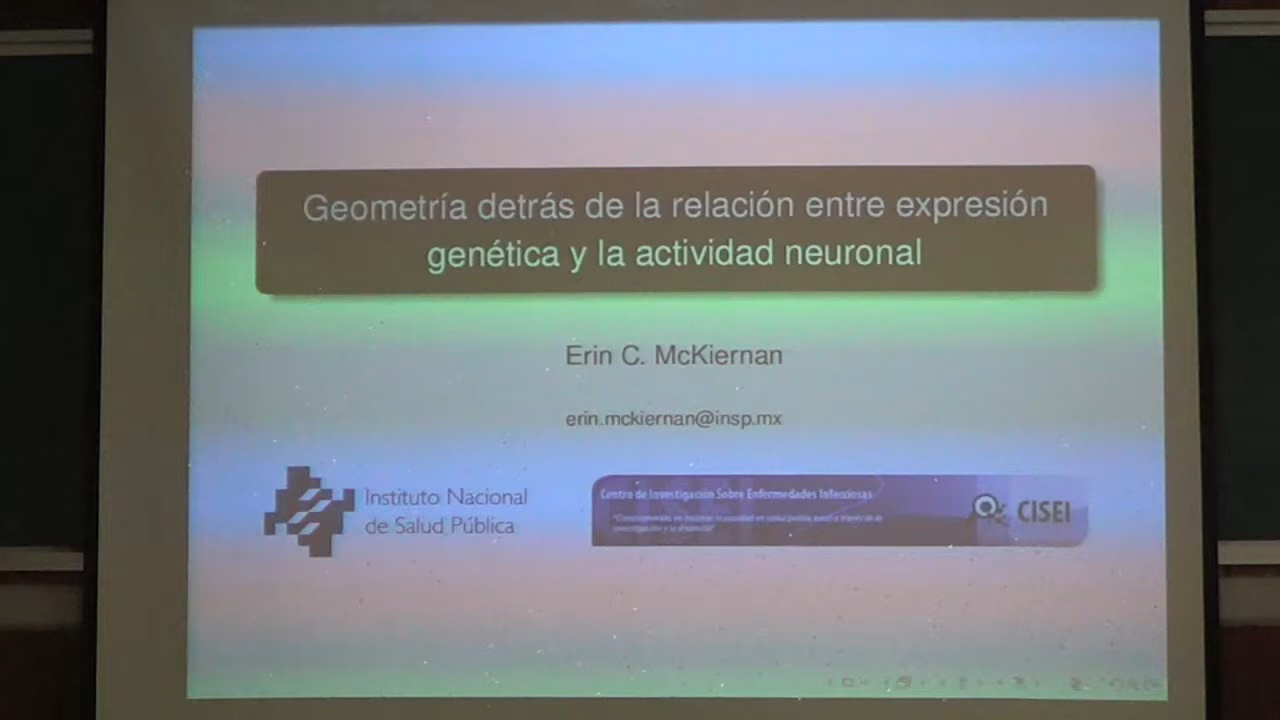 Geometría detrás de la relación entre expresión
genética y la actividad neuronal
Erin C. McKiernan
erin.mckiernan@insp.mx
Instituto Nacional
de Salud Pública
Centro de Investigación Sobre Enfermedades Infecciosas
CISEI